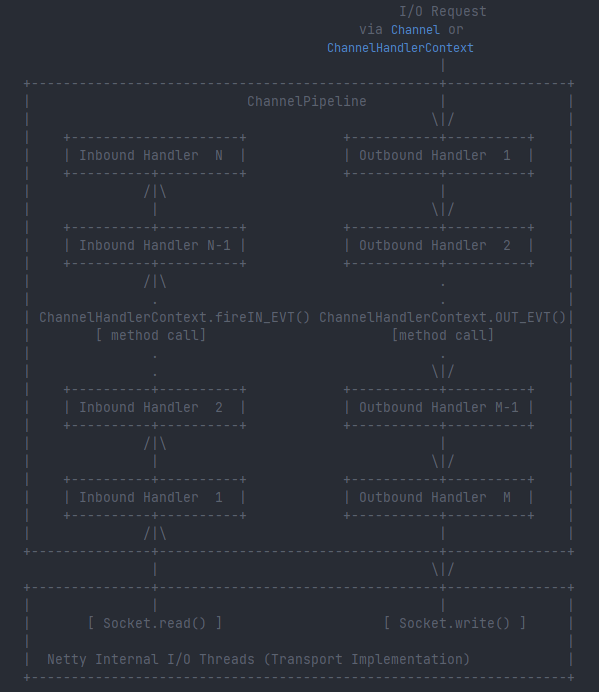 I/O Request
via Channel or
ChannelHandlerContext
|
+---------------------------------------------------+---------------+
|                           ChannelPipeline         |               |
|                                                  \|/              |
|    +---------------------+            +-----------+----------+    |
|    | Inbound Handler  N  |            | Outbound Handler  1  |    |
|    +----------+----------+            +-----------+----------+    |
|              /|\                                  |               |
|               |                                  \|/              |
|    +----------+----------+            +-----------+----------+    |
|    | Inbound Handler N-1 |            | Outbound Handler  2  |    |
|    +----------+----------+            +-----------+----------+    |
|              /|\                                  .               |
|               .                                   .               |
| ChannelHandlerContext.fireIN_EVT() ChannelHandlerContext.OUT_EVT()|
|        [ method call]                       [method call]         |
|               .                                   .               |
|               .                                  \|/              |
|    +----------+----------+            +-----------+----------+    |
|    | Inbound Handler  2  |            | Outbound Handler M-1 |    |
|    +----------+----------+            +-----------+----------+    |
|              /|\                                  |               |
|               |                                  \|/              |
|    +----------+----------+            +-----------+----------+    |
|    | Inbound Handler  1  |            | Outbound Handler  M  |    |
|    +----------+----------+            +-----------+----------+    |
|              /|\                                  |               |
+---------------+-----------------------------------+---------------+
                |                                  \|/
+---------------+-----------------------------------+---------------+
|               |                                   |               |
|       [ Socket.read() ]                    [ Socket.write() ]     |
|                                                                   |
|  Netty Internal I/O Threads (Transport Implementation)            |
+-------------------------------------------------------------------+